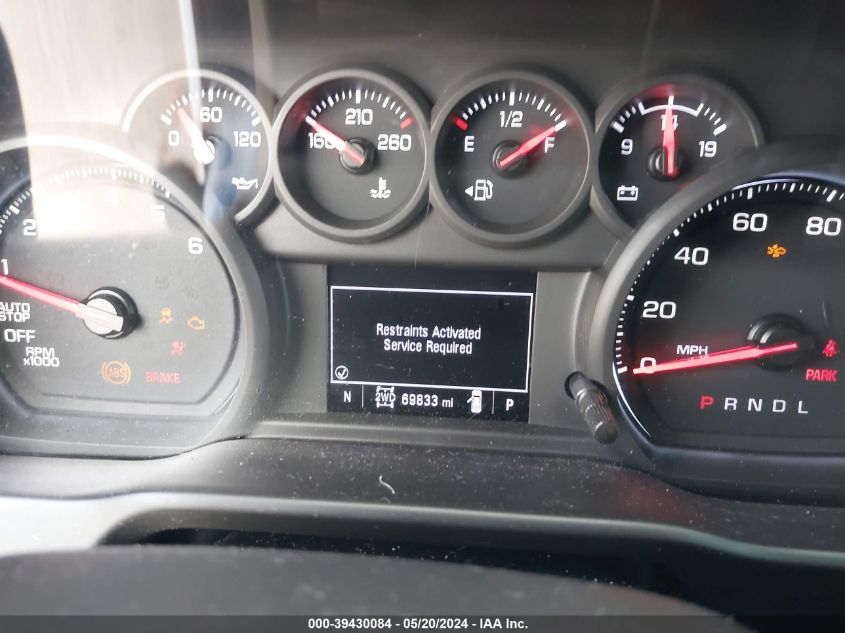 0 60 120
160 210 260
E 1/2 F
9 14 19
2 4 5 6
1
AUTO STOP
OFF
RPM
x1000
ABS BRAKE
Restraints Activated
Service Required
N 2WD 69833 mi P
0 20 40 60 80
MPH
PARK
P R N D L
000-39430084 - 05/20/2024 - IAA Inc.